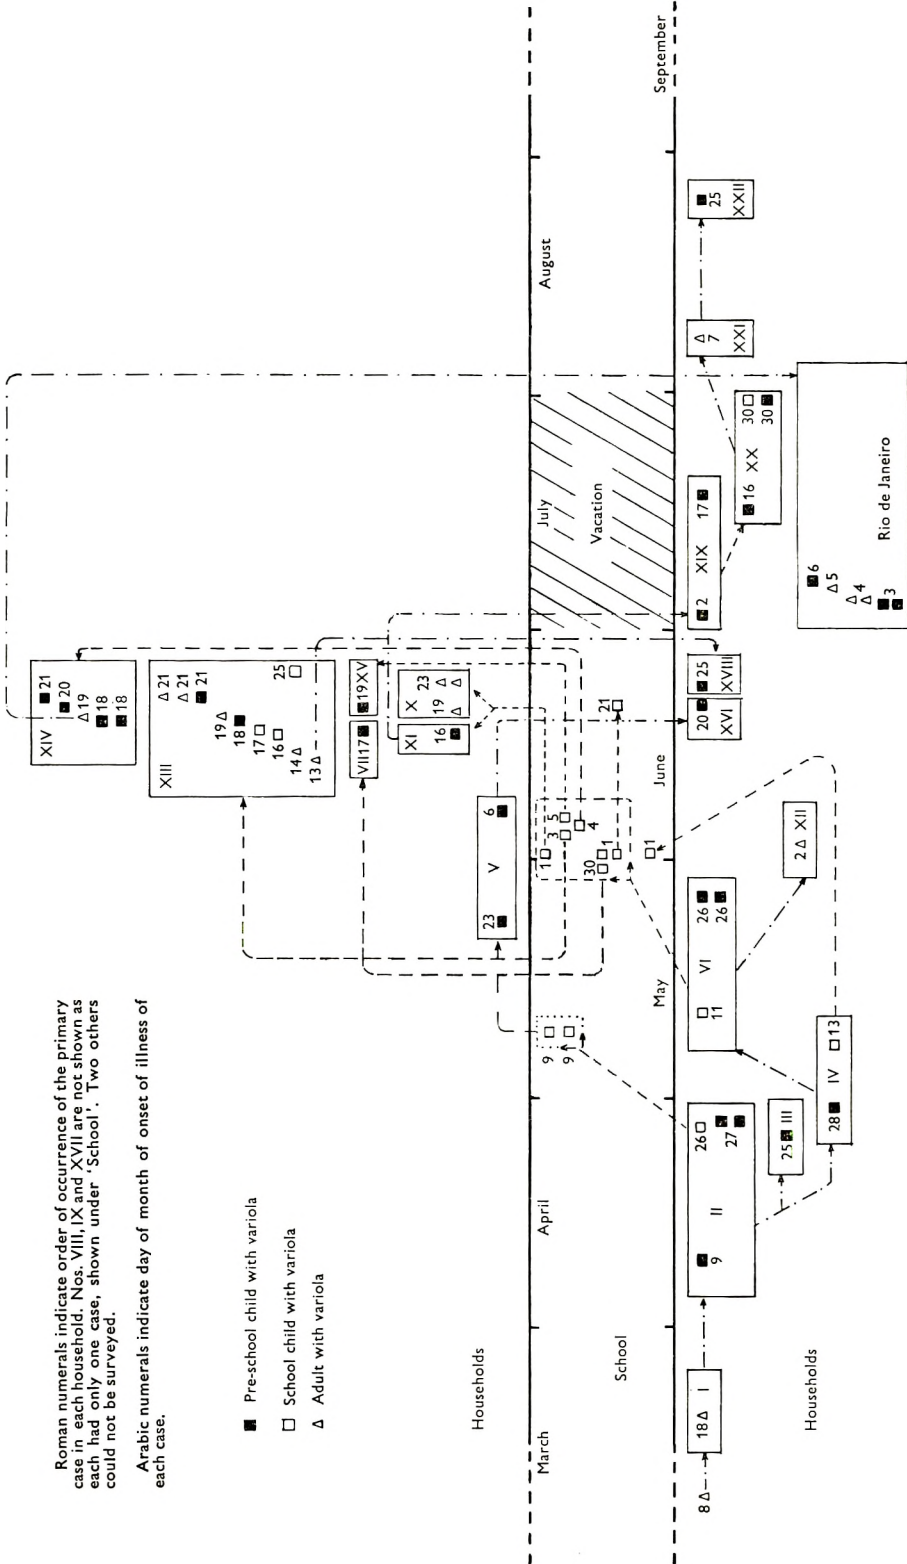 Roman numerals indicate order of occurrence of the primary
case in each household. Nos. VIII, IX and XVII are not shown as
each had only one case, shown under 'School'. Two others
could not be surveyed.
Arabic numerals indicate day of month of onset of illness of
each case.
Pre-school child with variola
School child with variola
Adult with variola
XIV
21
20
19
18
18
XIII
21
21
21
19
18
17
16
14
13
25
VII 17
19 XV
XI
16
X
23
19
V
23
6
Households
March
April
August
July
Vacation
School
May
June
September
9
9
1
3
5
4
30
1
21
1
8
18 I
II
9
26
27
25 III
28 IV 13
VI
11
26
26
2 XII
20
XVI
25
XVIII
2 XIX 17
16 XX 30
30
7
XXI
25
XXII
Households
6
5
4
3
Rio de Janeiro